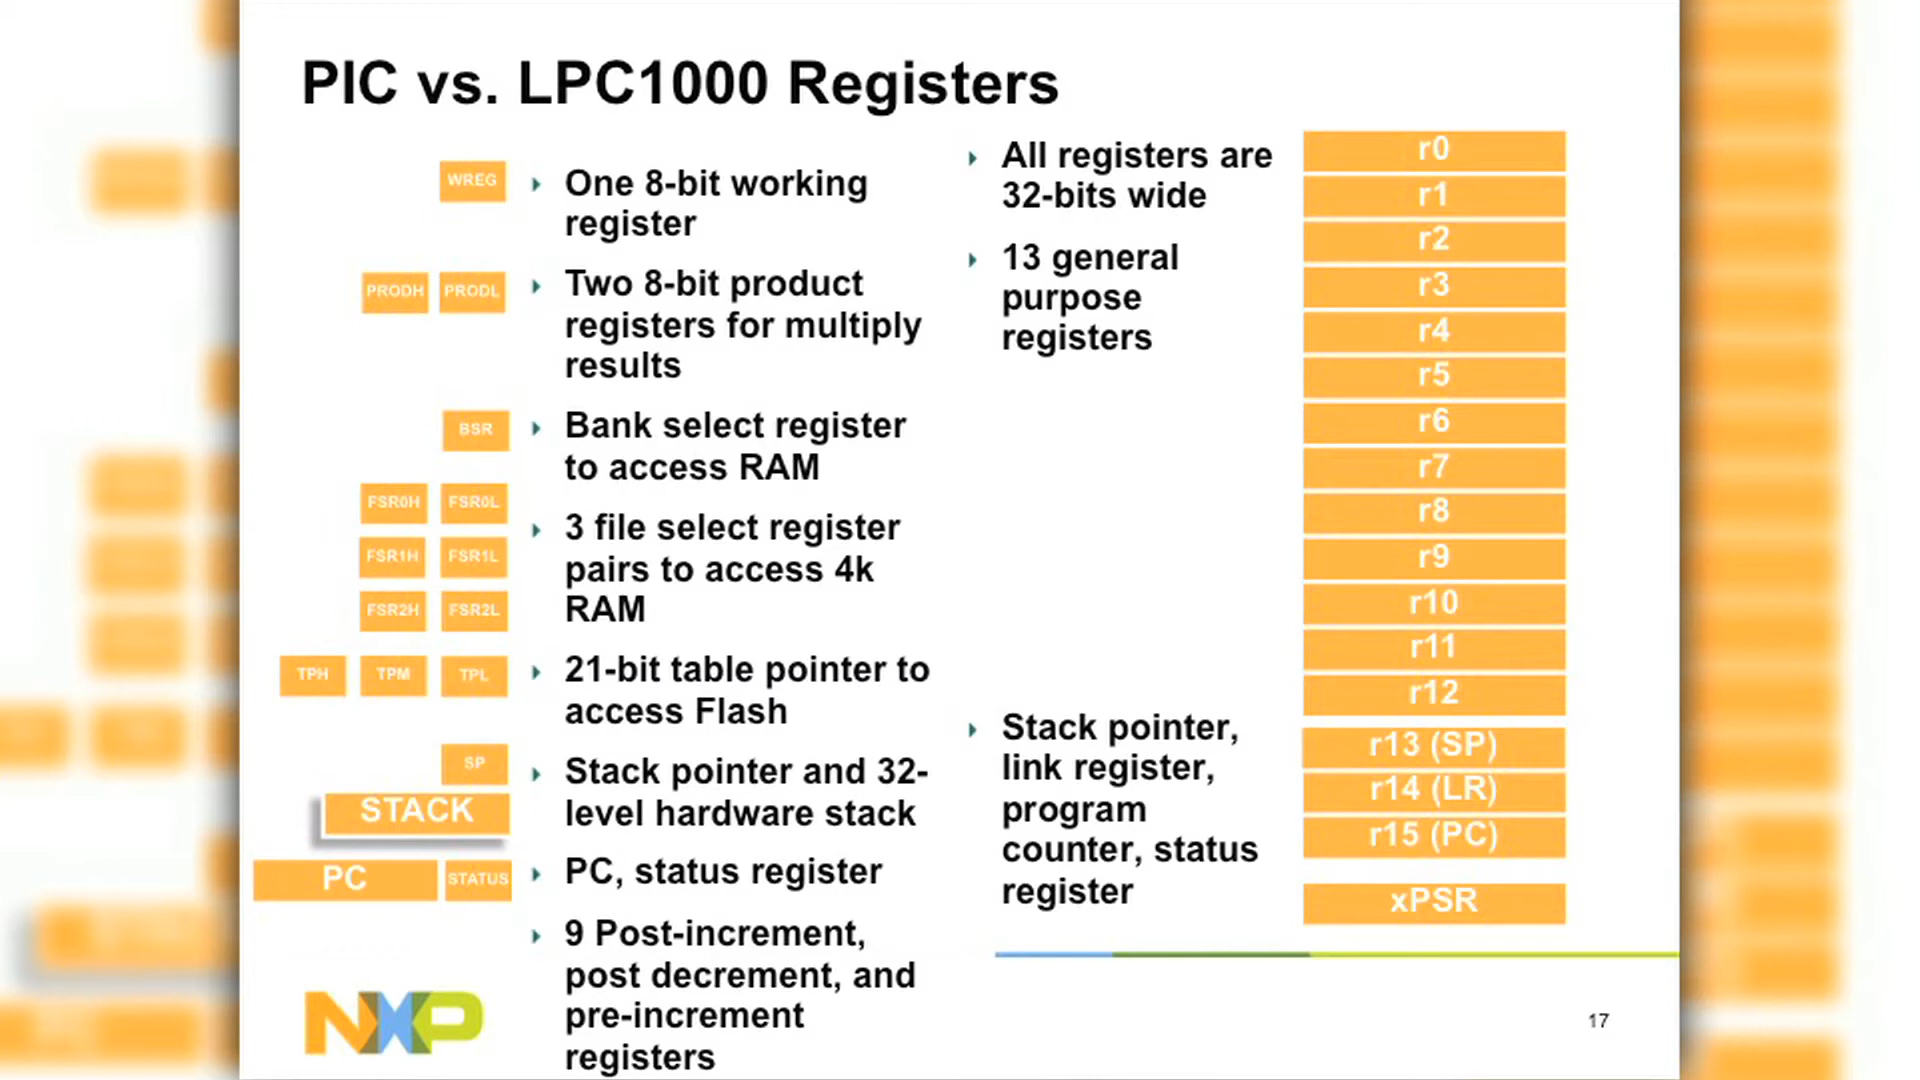 PIC vs. LPC1000 Registers
WREG
One 8-bit working
register
PRODH PRODL
Two 8-bit product
registers for multiply
results
BSR
Bank select register
to access RAM
FSR0H FSR0L
FSR1H FSR1L
FSR2H FSR2L
3 file select register
pairs to access 4k
RAM
TPH TPM TPL
21-bit table pointer to
access Flash
SP
STACK
Stack pointer and 32-
level hardware stack
PC STATUS
PC, status register
9 Post-increment,
post decrement, and
pre-increment
registers
All registers are
32-bits wide
13 general
purpose
registers
Stack pointer,
link register,
program
counter, status
register
r0
r1
r2
r3
r4
r5
r6
r7
r8
r9
r10
r11
r12
r13 (SP)
r14 (LR)
r15 (PC)
xPSR
NXP
17